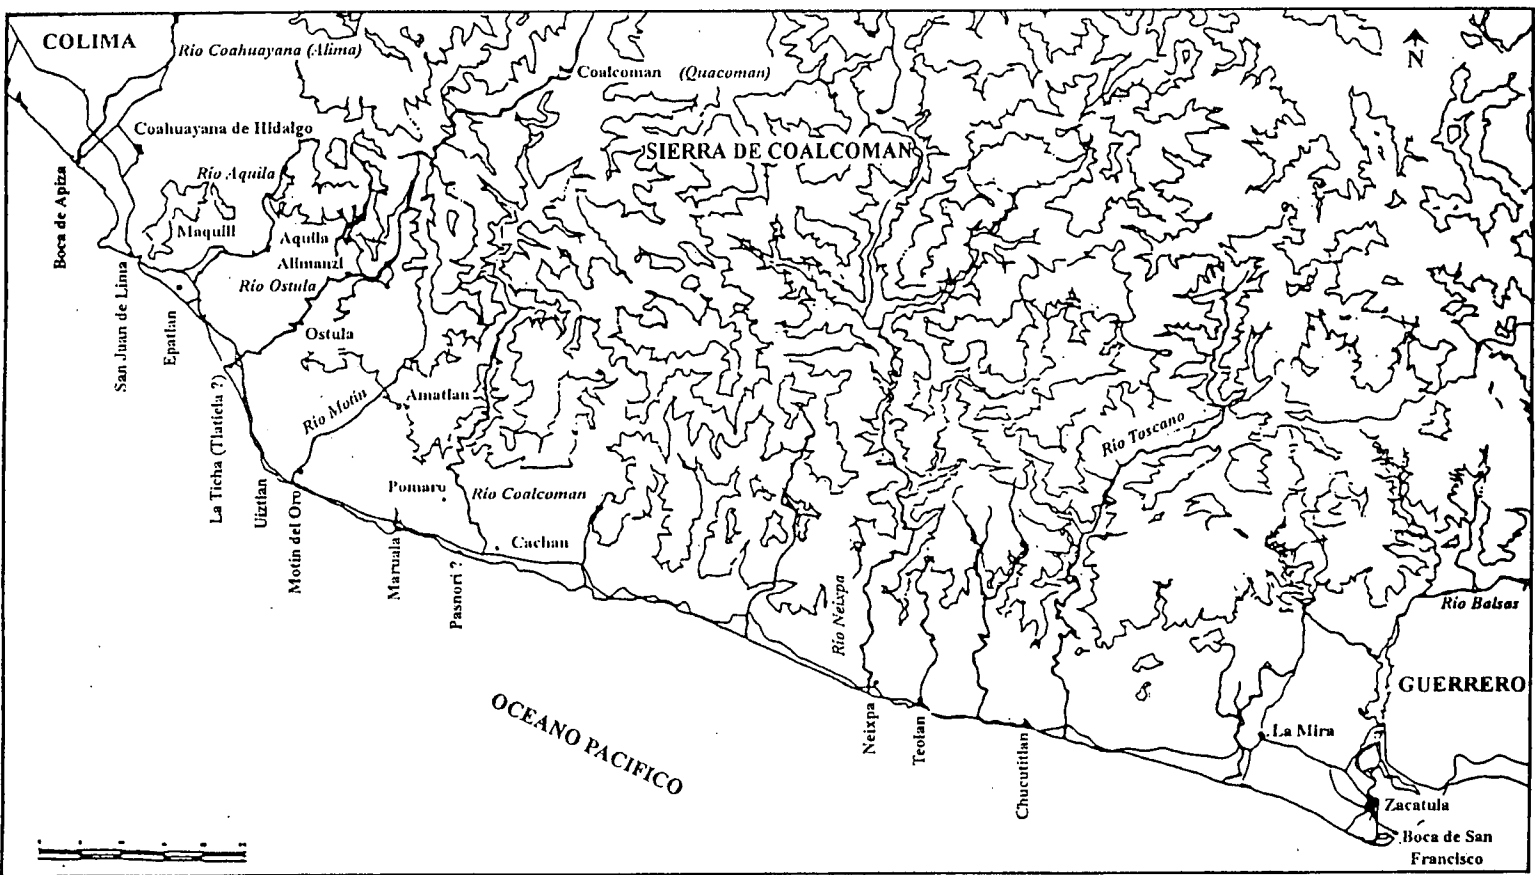 COLIMA
Río Coahuayana (Alima)
N
Coalcoman (Quacoman)
Coahuayana de Hidalgo
SIERRA DE COALCOMAN
Río Aquila
Boca de Apiza
Maquili
Aquila
Alimanzi
Río Ostula
San Juan de Lima
Epatlan
Ostula
La Ticha (Tlaticla ?)
Río Motín
Amatlan
Río Toscano
Uiztlan
Motin del Oro
Pomaro
Río Coalcoman
Maruala
Cachan
Pasnori ?
Río Neixpa
Río Balsas
GUERRERO
OCEANO PACIFICO
Neixpa
Teolan
Chucutitlan
La Mira
Zacatula
Boca de San
Francisco